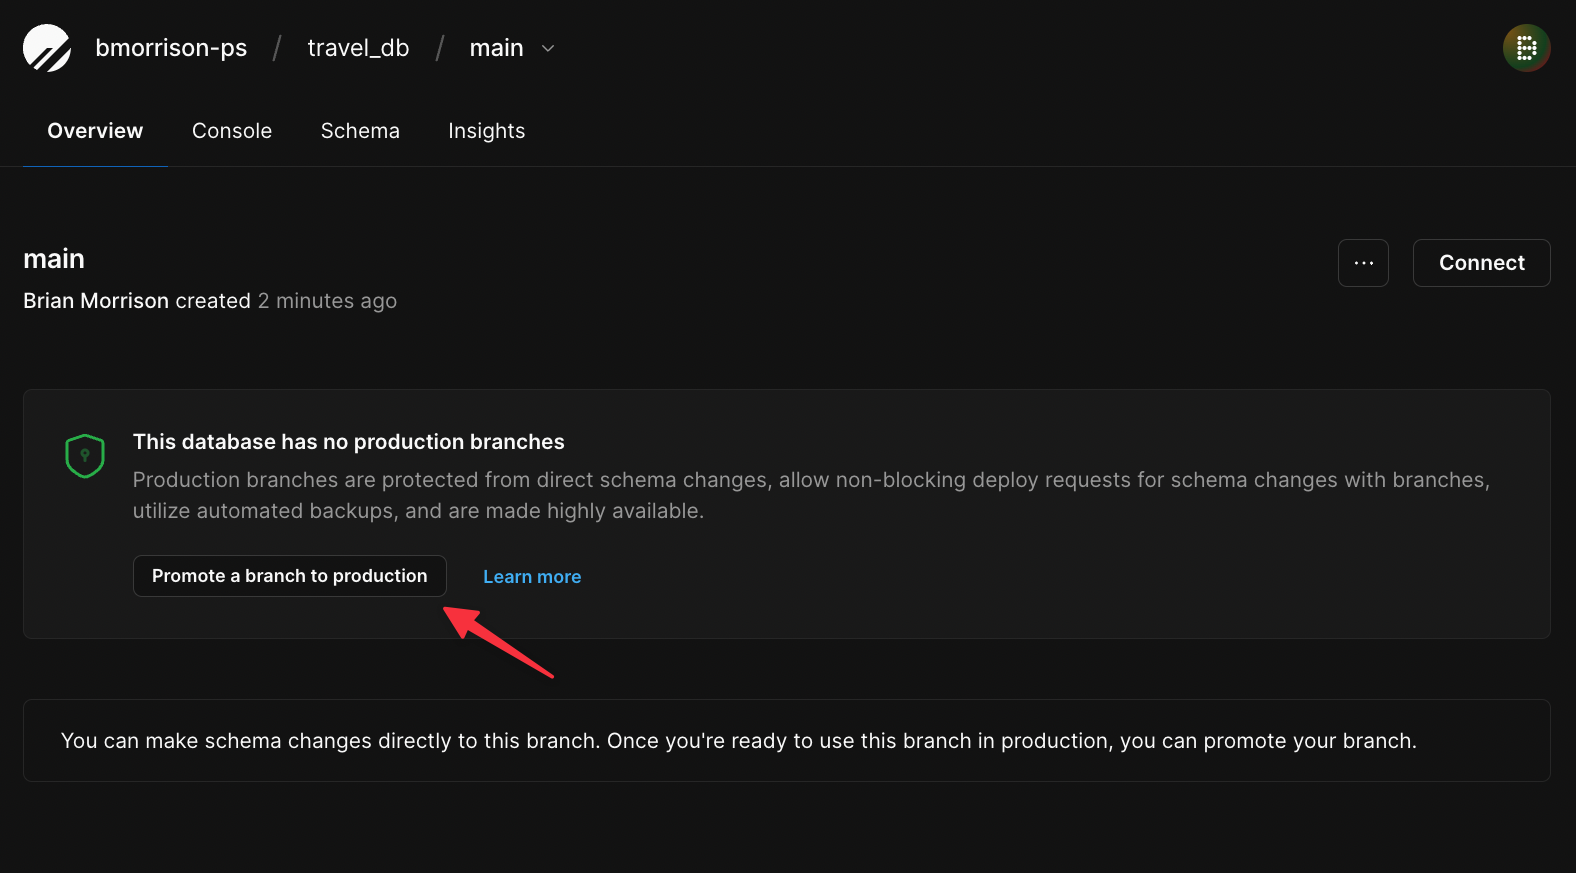 bmorrison-ps / travel_db / main
B
Overview Console Schema Insights
main
Brian Morrison created 2 minutes ago
... Connect
This database has no production branches
Production branches are protected from direct schema changes, allow non-blocking deploy requests for schema changes with branches,
utilize automated backups, and are made highly available.
Promote a branch to production Learn more
You can make schema changes directly to this branch. Once you're ready to use this branch in production, you can promote your branch.